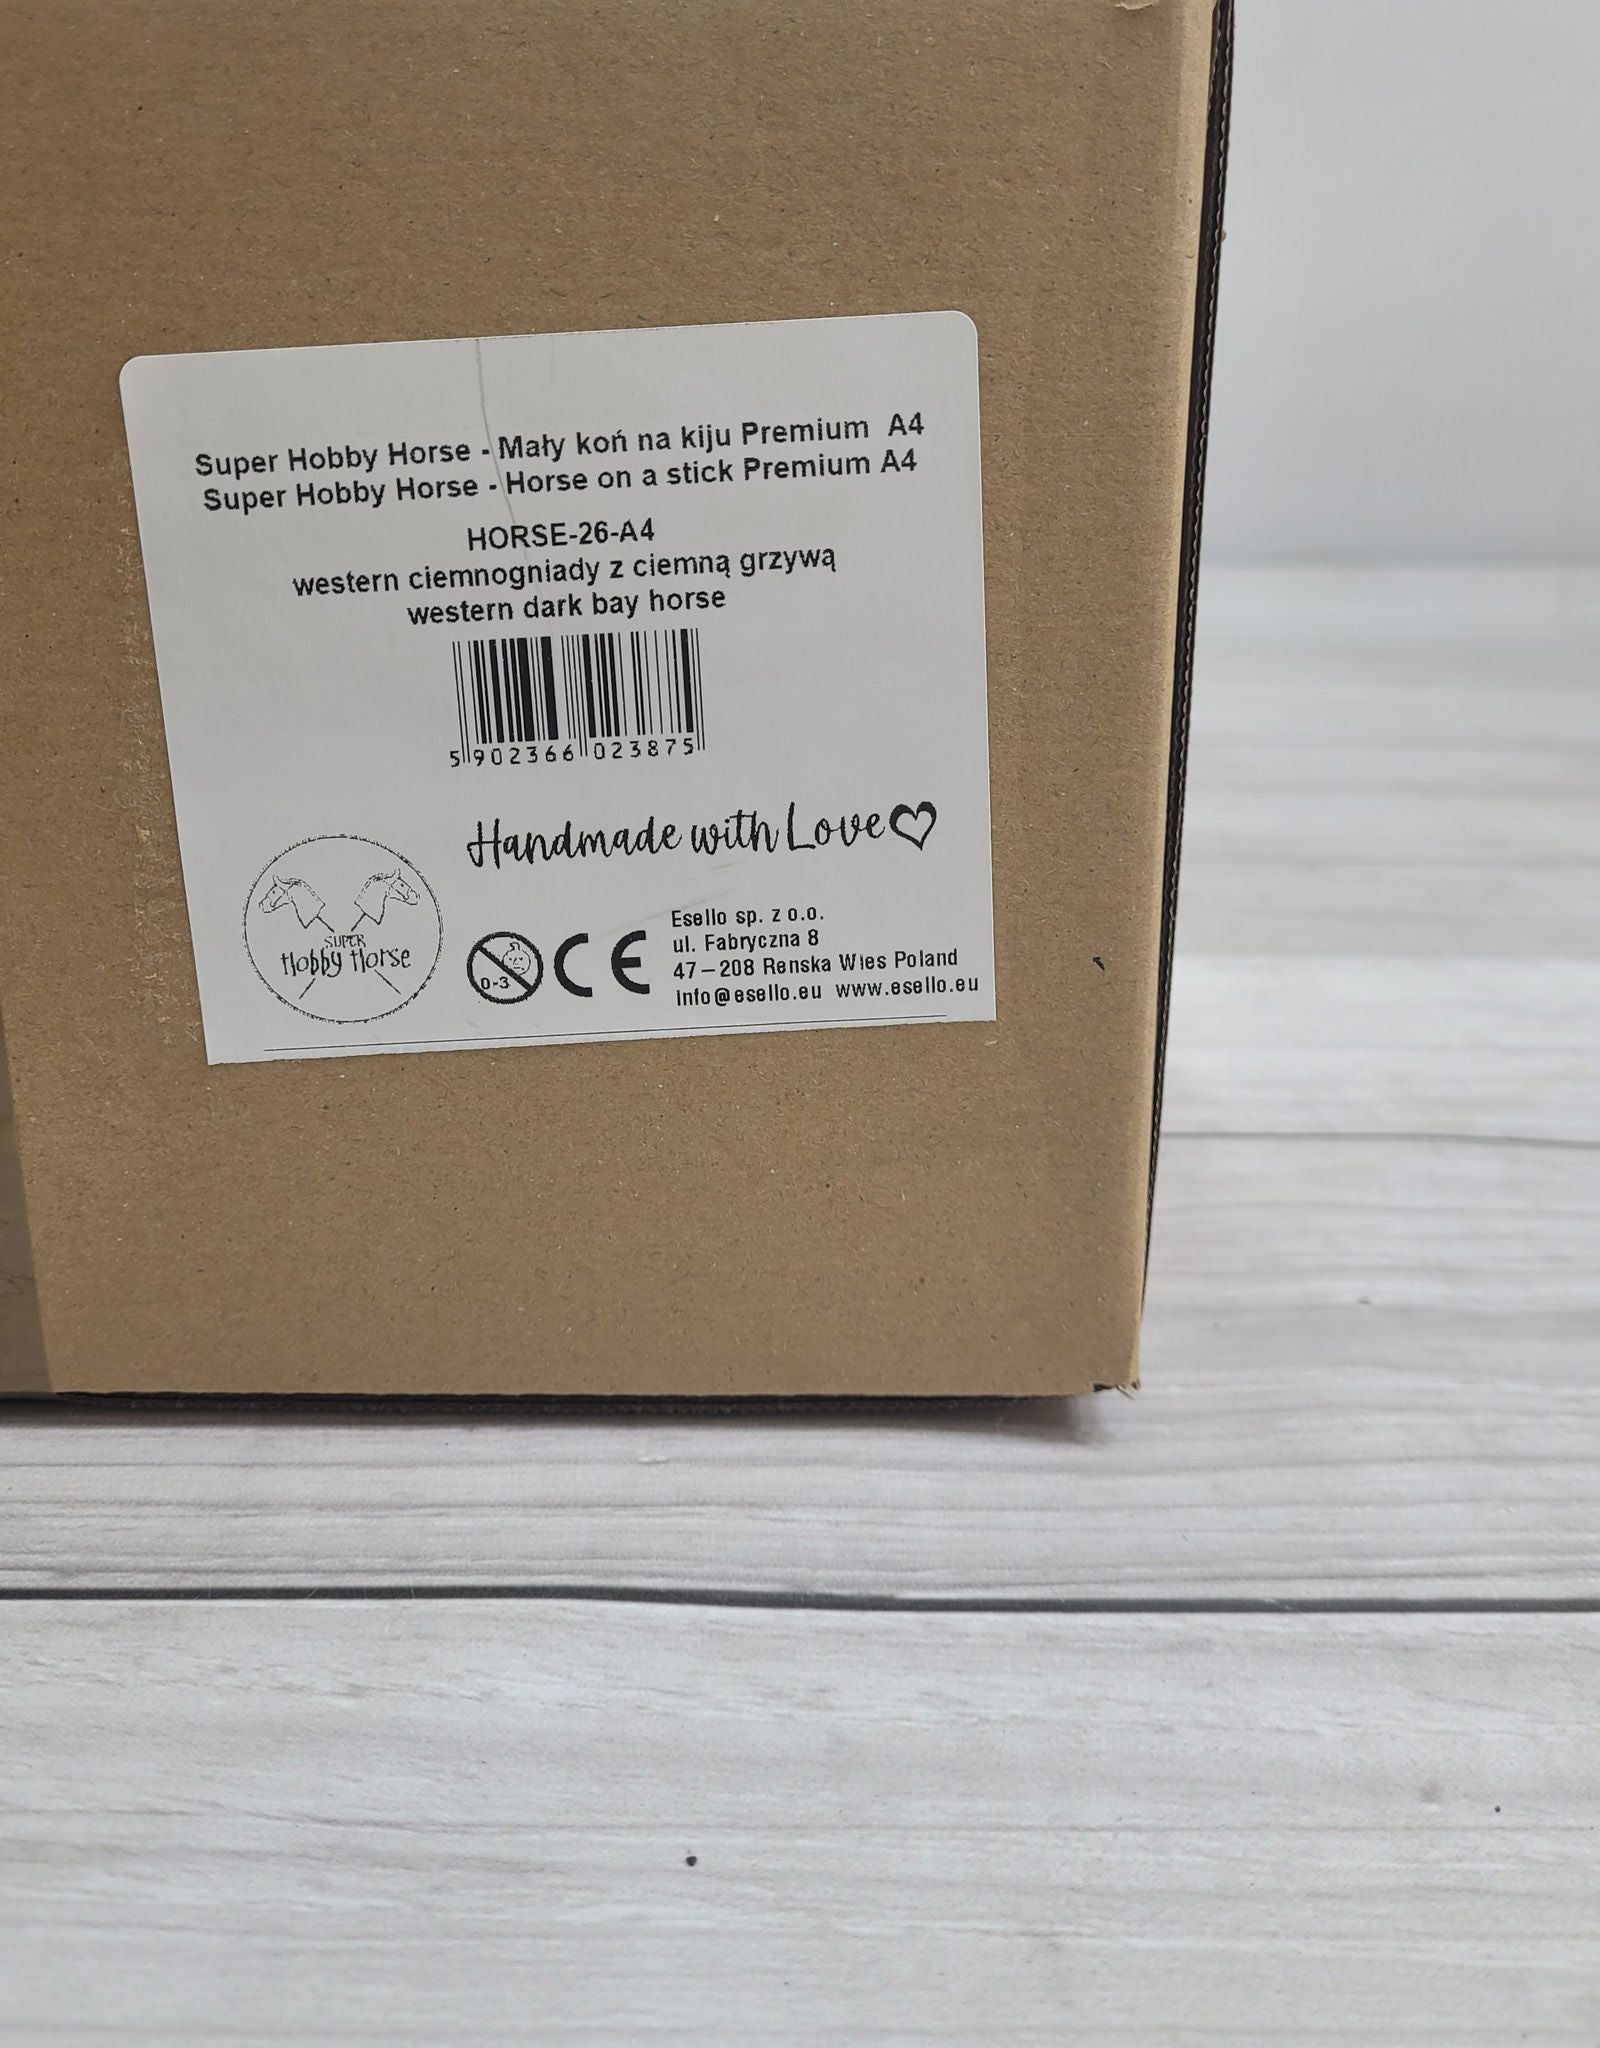 Super Hobby Horse - Mały koń na kiju Premium A4
Super Hobby Horse - Horse on a stick Premium A4
HORSE-26-A4
western ciemnogniady z ciemną grzywą
western dark bay horse
5 902366 023875
Handmade with Love
SUPER
Hobby Horse
0-3
CE
Esello sp. z o.o.
ul. Fabryczna 8
47-208 Renska Wies Poland
info@esello.eu www.esello.eu